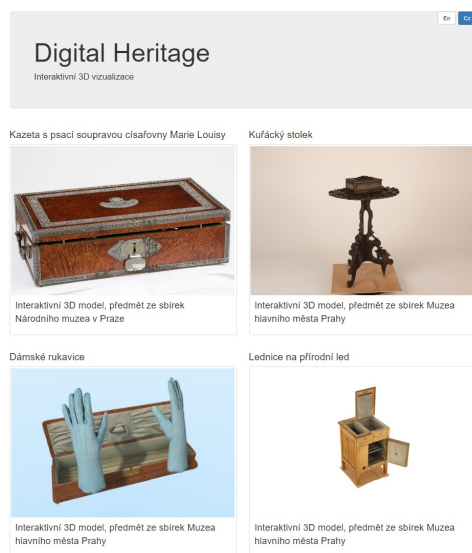 En Cz
Digital Heritage
Interaktivní 3D vizualizace
Kazeta s psací soupravou císařovny Marie Louisy
Interaktivní 3D model, předmět ze sbírek
Národního muzea v Praze
Kuřácký stolek
Interaktivní 3D model, předmět ze sbírek Muzea
hlavního města Prahy
Dámské rukavice
Interaktivní 3D model, předmět ze sbírek Muzea
hlavního města Prahy
Lednice na přírodní led
Interaktivní 3D model, předmět ze sbírek Muzea
hlavního města Prahy